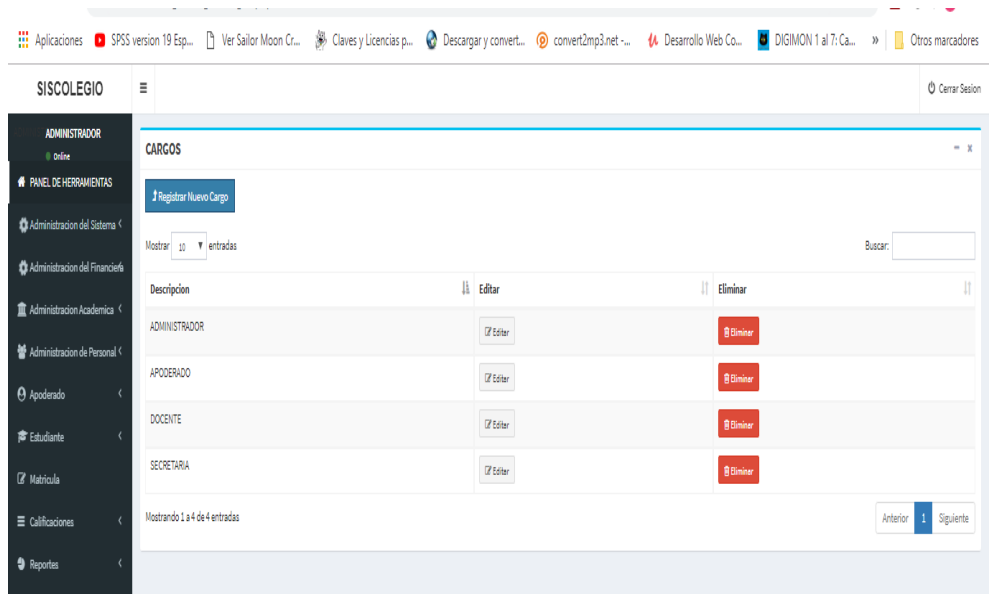 Aplicaciones SPSS version 19 Esp... Ver Sailor Moon Cr... Claves y Licencias p... Descargar y convert... convert2mp3.net -... Desarrollo Web Co... DIGIMON 1 al 7: Ca... » Otros marcadores
SISCOLEGIO
Cerrar Sesion
ADMINISTRADOR
Online
PANEL DE HERRAMIENTAS
Administracion del Sistema
Administracion del Financiera
Administracion Academica
Administracion de Personal
Apoderado
Estudiante
Matricula
Calificaciones
Reportes
CARGOS
Registrar Nuevo Cargo
Mostrar 10 entradas
Buscar:
Descripcion Editar Eliminar
ADMINISTRADOR Editar Eliminar
APODERADO Editar Eliminar
DOCENTE Editar Eliminar
SECRETARIA Editar Eliminar
Mostrando 1 a 4 de 4 entradas
Anterior 1 Siguiente